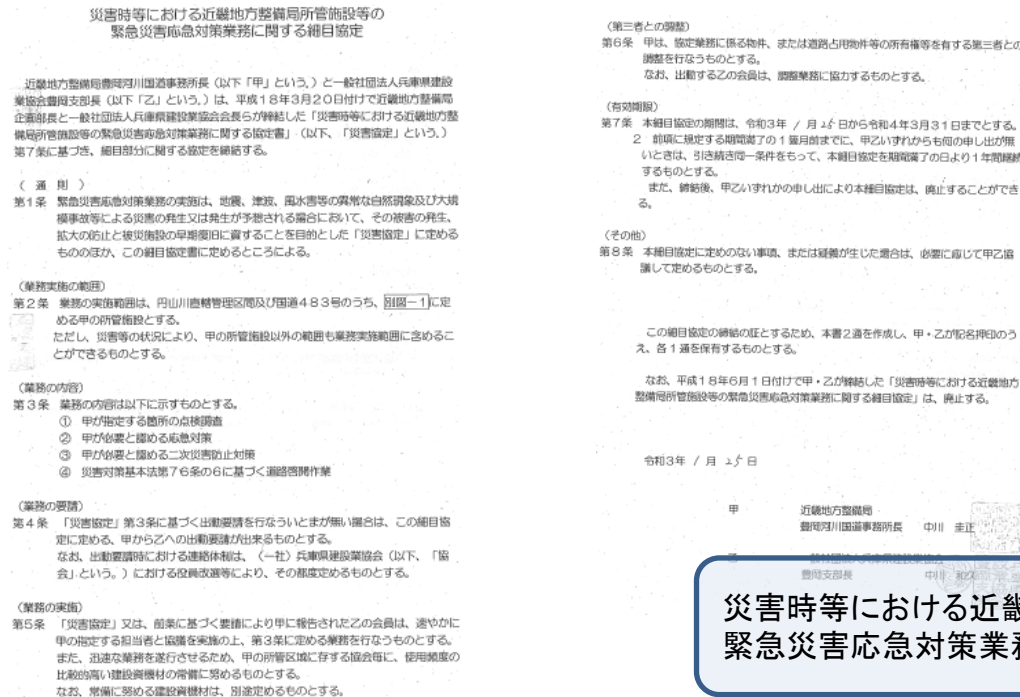 災害時等における近畿地方整備局所管施設等の
緊急災害応急対策業務に関する細目協定
近畿地方整備局豊岡河川国道事務所長（以下「甲」という。）と一般社団法人兵庫県建設
業協会豊岡支部長（以下「乙」という。）は、平成１８年３月２０日付けで近畿地方整備局
企画部長と一般社団法人兵庫県建設業協会会長らが締結した「災害時等における近畿地方整
備局所管施設等の緊急災害応急対策業務に関する協定書」（以下、「災害協定」という。）
第７条に基づき、細目部分に関する協定を締結する。
（ 通 則 ）
第１条 緊急災害応急対策業務の実施は、地震、津波、風水害等の異常な自然現象及び大規
模事故等による災害の発生又は発生が予想される場合において、その被害の発生、
拡大の防止と被災施設の早期復旧に資することを目的とした「災害協定」に定める
もののほか、この細目協定書に定めるところによる。
（業務実施の範囲）
第２条 業務の実施範囲は、円山川直轄管理区間及び国道４８３号のうち、別図－１に定
める甲の所管施設とする。
ただし、災害等の状況により、甲の所管施設以外の範囲も業務実施範囲に含めるこ
とができるものとする。
（業務の内容）
第３条 業務の内容は以下に示すものとする。
① 甲が指定する箇所の点検調査
② 甲が必要と認める応急対策
③ 甲が必要と認める二次災害防止対策
④ 災害対策基本法第７６条の６に基づく道路啓開作業
（業務の要請）
第４条 「災害協定」第３条に基づく出動要請を行なういとまが無い場合は、この細目協
定に定める、甲から乙への出動要請が出来るものとする。
なお、出動要請時における連絡体制は、（一社）兵庫県建設業協会（以下、「協
会」という。）における役員改選等により、その都度定めるものとする。
（業務の実施）
第５条 「災害協定」又は、前条に基づく要請により甲に報告された乙の会員は、速やかに
甲の指定する担当者と協議を実施の上、第３条に定める業務を行なうものとする。
また、迅速な業務を遂行させるため、甲の所管区域に存する協会毎に、使用頻度の
比較的高い建設資機材の常備に努めるものとする。
なお、常備に努める建設資機材は、別途定めるものとする。
（第三者との調整）
第６条 甲は、協定業務に係る物件、または道路占用物件等の所有権等を有する第三者との
調整を行なうものとする。
なお、出動する乙の会員は、調整業務に協力するものとする。
（有効期限）
第７条 本細目協定の期間は、令和３年 １月２５日から令和４年３月３１日までとする。
２ 前項に規定する期間満了の１箇月前までに、甲乙いずれからも何の申し出が無
いときは、引き続き同一条件をもって、本細目協定を期間満了の日より１年間継続
するものとする。
また、締結後、甲乙いずれかの申し出により本細目協定は、廃止することができ
る。
（その他）
第８条 本細目協定に定めのない事項、または疑義が生じた場合は、必要に応じて甲乙協
議して定めるものとする。
この細目協定の締結の証とするため、本書２通を作成し、甲・乙が記名押印のう
え、各１通を保有するものとする。
なお、平成１８年６月１日付けで甲・乙が締結した「災害時等における近畿地方
整備局所管施設等の緊急災害応急対策業務に関する細目協定」は、廃止する。
令和３年 １月 ２５日
甲 近畿地方整備局
豊岡河川国道事務所長 中川 圭正
豊岡支部長 中川 和久
災害時等における近畿
緊急災害応急対策業務